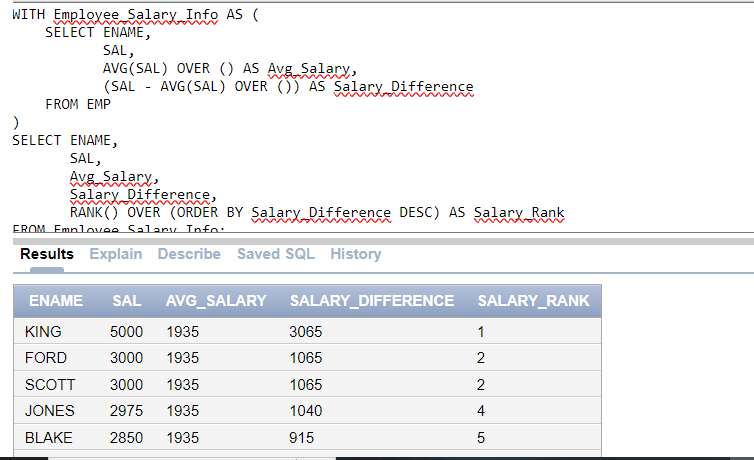 WITH Employee_Salary_Info AS (
SELECT ENAME,
SAL,
AVG(SAL) OVER () AS Avg_Salary,
(SAL - AVG(SAL) OVER ()) AS Salary_Difference
FROM EMP
)
SELECT ENAME,
SAL,
Avg_Salary,
Salary_Difference,
RANK() OVER (ORDER BY Salary_Difference DESC) AS Salary_Rank
FROM Employee_Salary_Info;
Results Explain Describe Saved SQL History
ENAME SAL AVG_SALARY SALARY_DIFFERENCE SALARY_RANK
KING 5000 1935 3065 1
FORD 3000 1935 1065 2
SCOTT 3000 1935 1065 2
JONES 2975 1935 1040 4
BLAKE 2850 1935 915 5